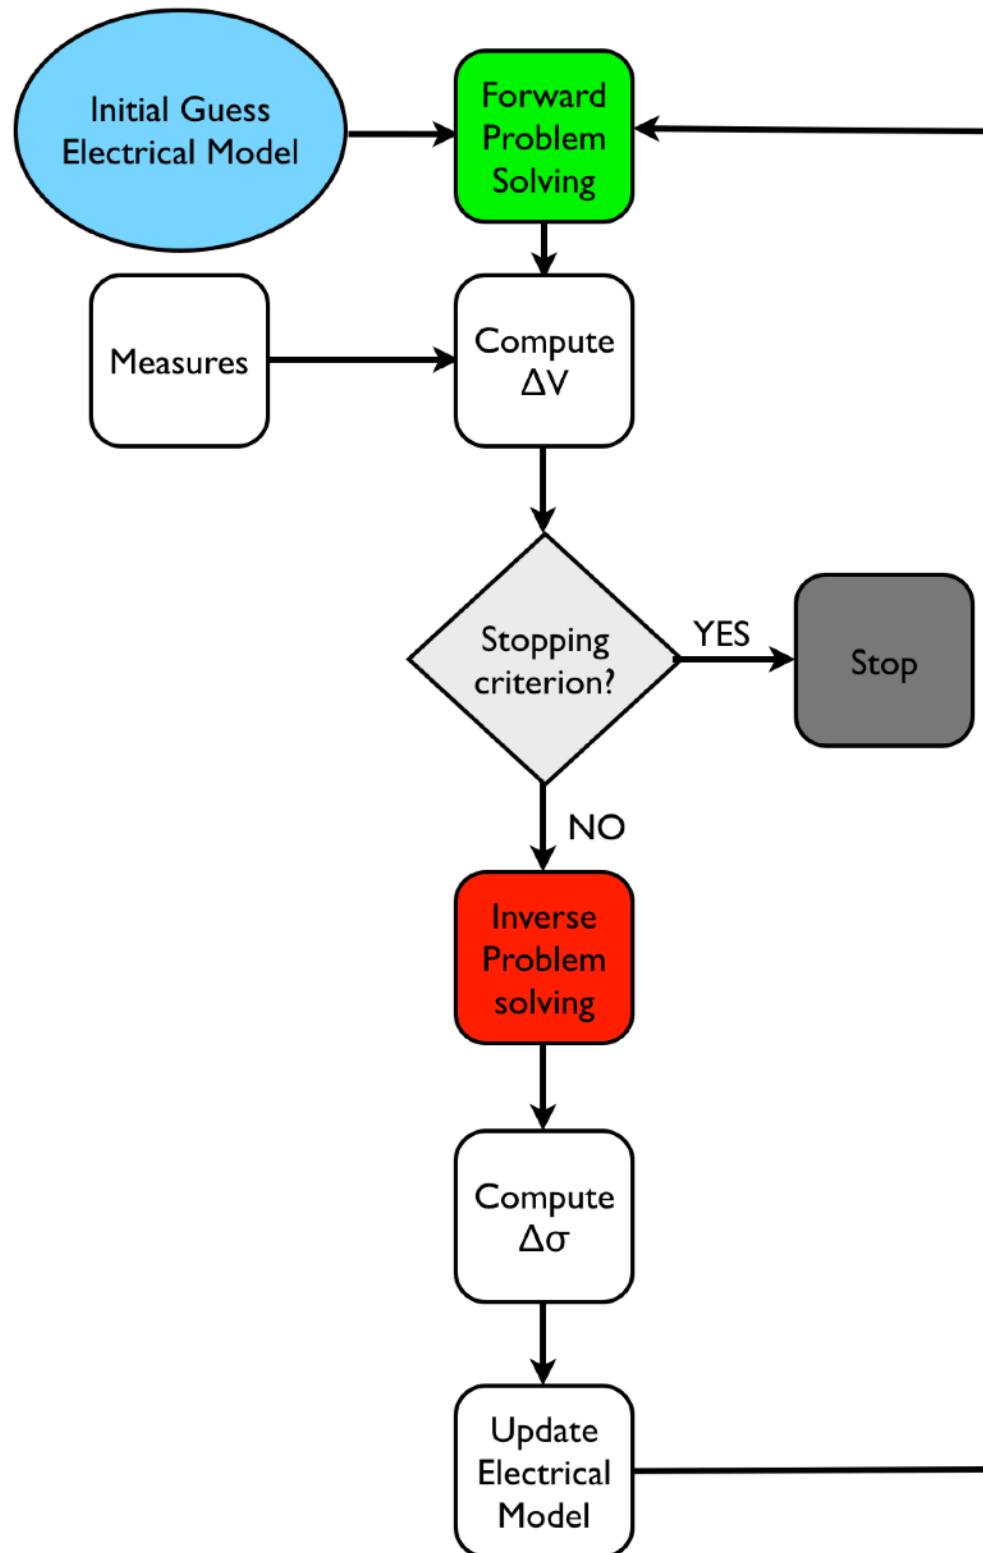 Initial Guess
Electrical Model
Forward
Problem
Solving
Measures
Compute
ΔV
Stopping
criterion?
YES
Stop
NO
Inverse
Problem
solving
Compute
Δσ
Update
Electrical
Model